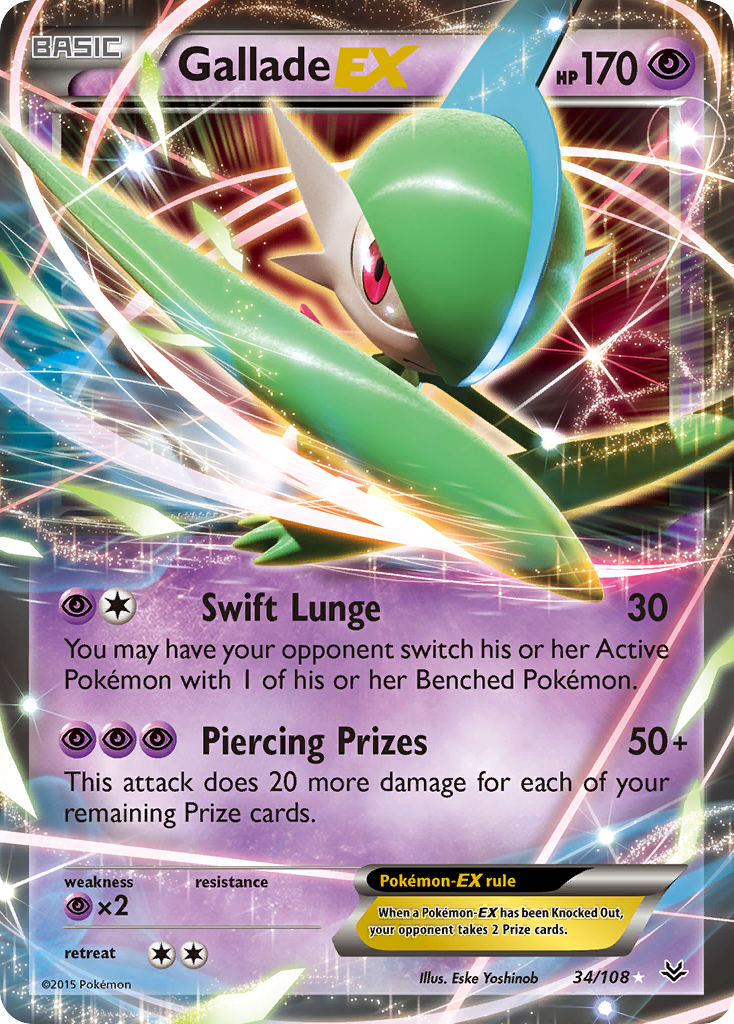 BASIC
Gallade EX
HP 170
Swift Lunge 30
You may have your opponent switch his or her Active
Pokémon with 1 of his or her Benched Pokémon.
Piercing Prizes 50+
This attack does 20 more damage for each of your
remaining Prize cards.
weakness resistance
×2
retreat
Pokémon-EX rule
When a Pokémon-EX has been Knocked Out,
your opponent takes 2 Prize cards.
©2015 Pokémon
Illus. Eske Yoshinob
34/108